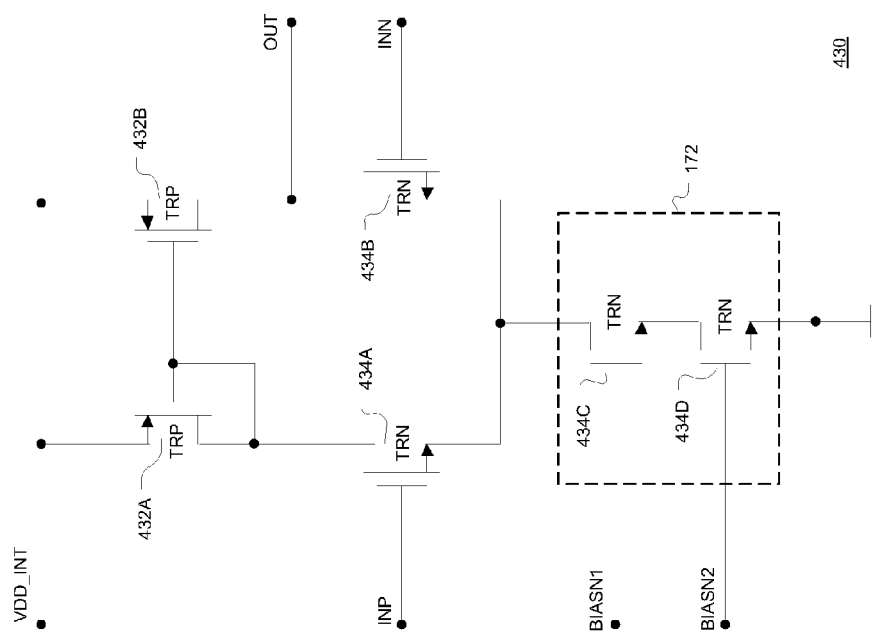 VDD_INT
432A
TRP
432B
TRP
OUT
INP
434A
TRN
434B
TRN
INN
BIASN1
BIASN2
434C
TRN
434D
TRN
172
430